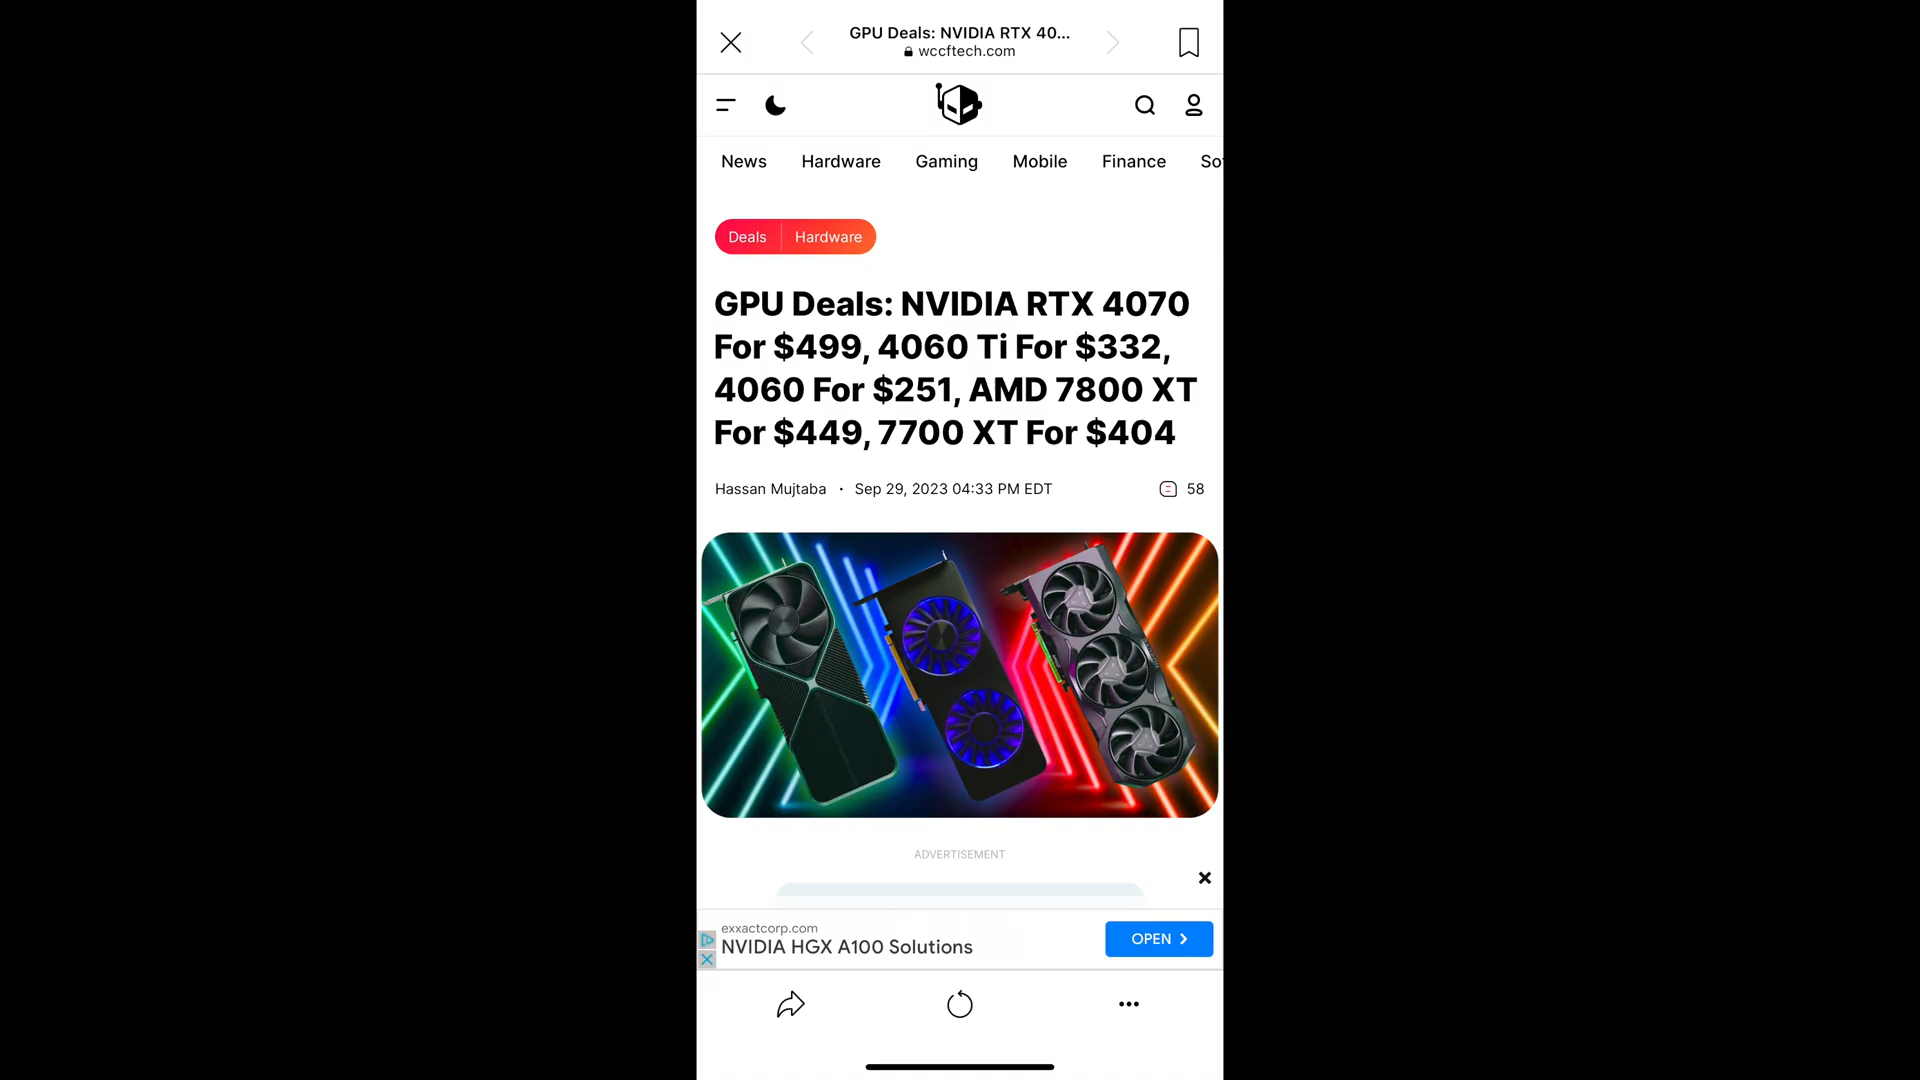 GPU Deals: NVIDIA RTX 40...
wccftech.com
News Hardware Gaming Mobile Finance So
Deals Hardware
GPU Deals: NVIDIA RTX 4070
For $499, 4060 Ti For $332,
4060 For $251, AMD 7800 XT
For $449, 7700 XT For $404
Hassan Mujtaba · Sep 29, 2023 04:33 PM EDT 58
ADVERTISEMENT
exxactcorp.com
NVIDIA HGX A100 Solutions
OPEN